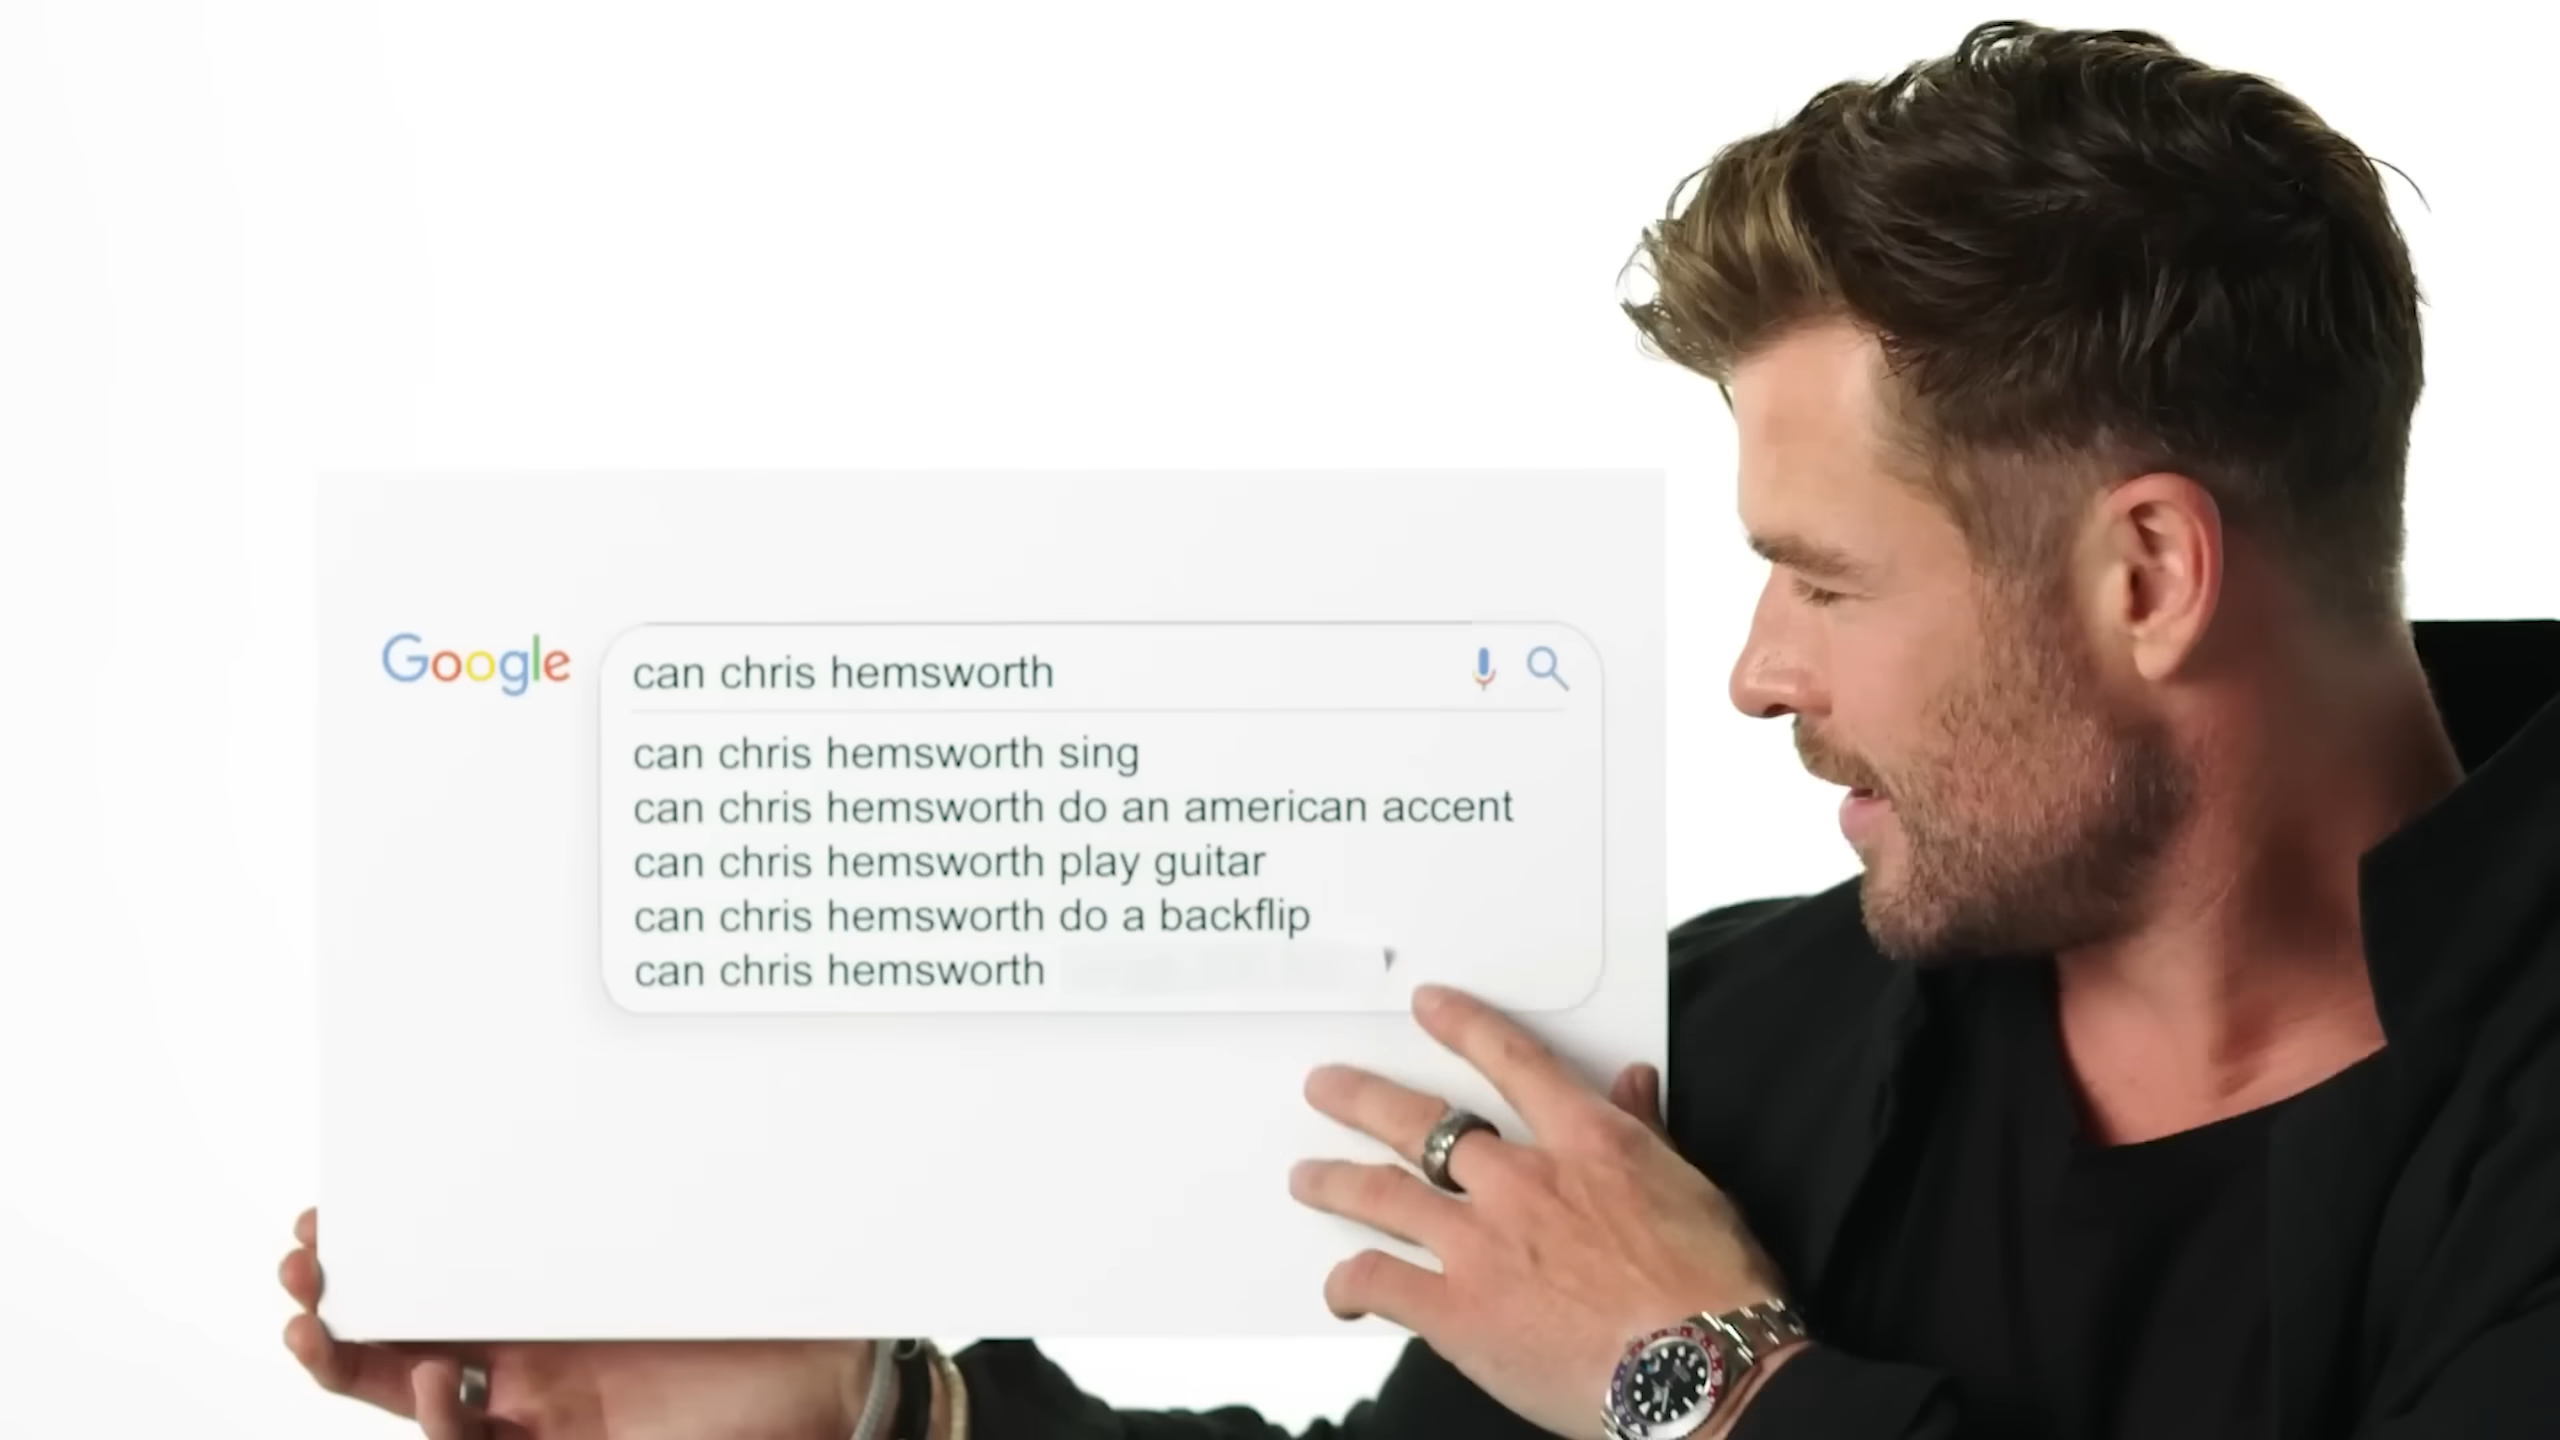 Google
can chris hemsworth
can chris hemsworth sing
can chris hemsworth do an american accent
can chris hemsworth play guitar
can chris hemsworth do a backflip
can chris hemsworth